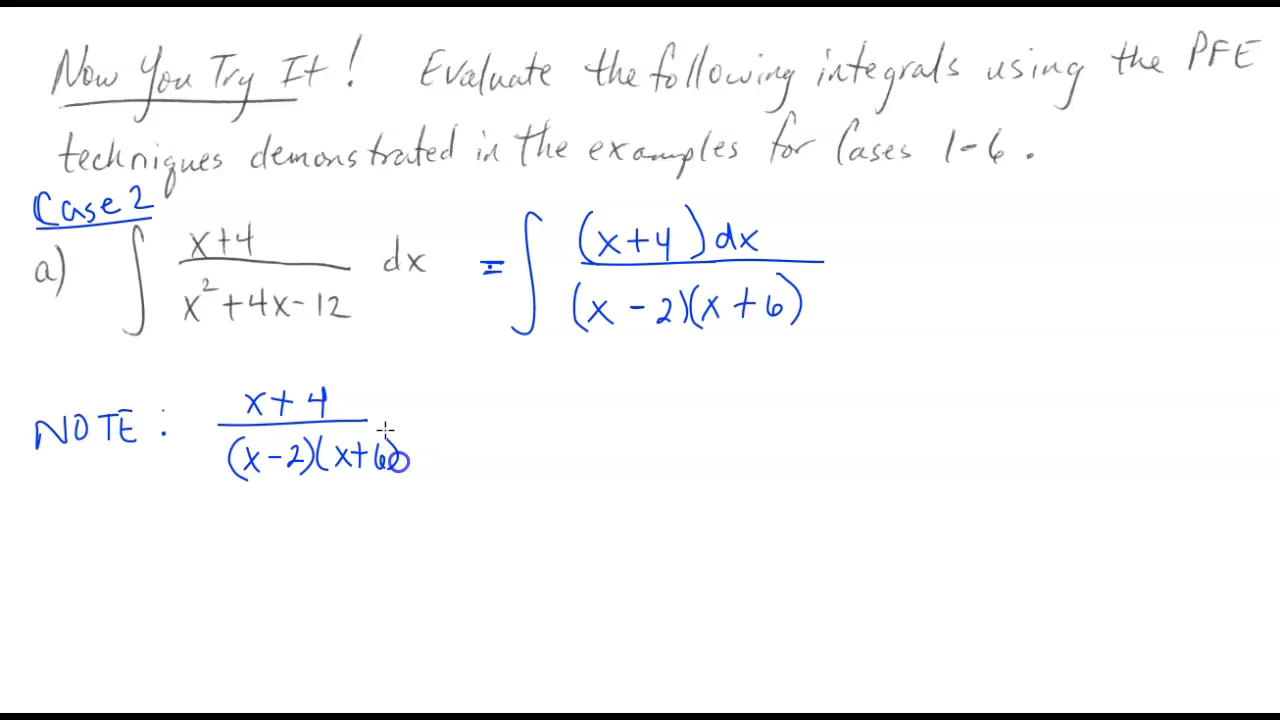 Now You Try It! Evaluate the following integrals using the PFE
techniques demonstrated in the examples for Cases 1-6.
Case 2
a) ∫ (x+4)/(x²+4x-12) dx = ∫ (x+4)dx/((x-2)(x+6))
NOTE: (x+4)/((x-2)(x+6))